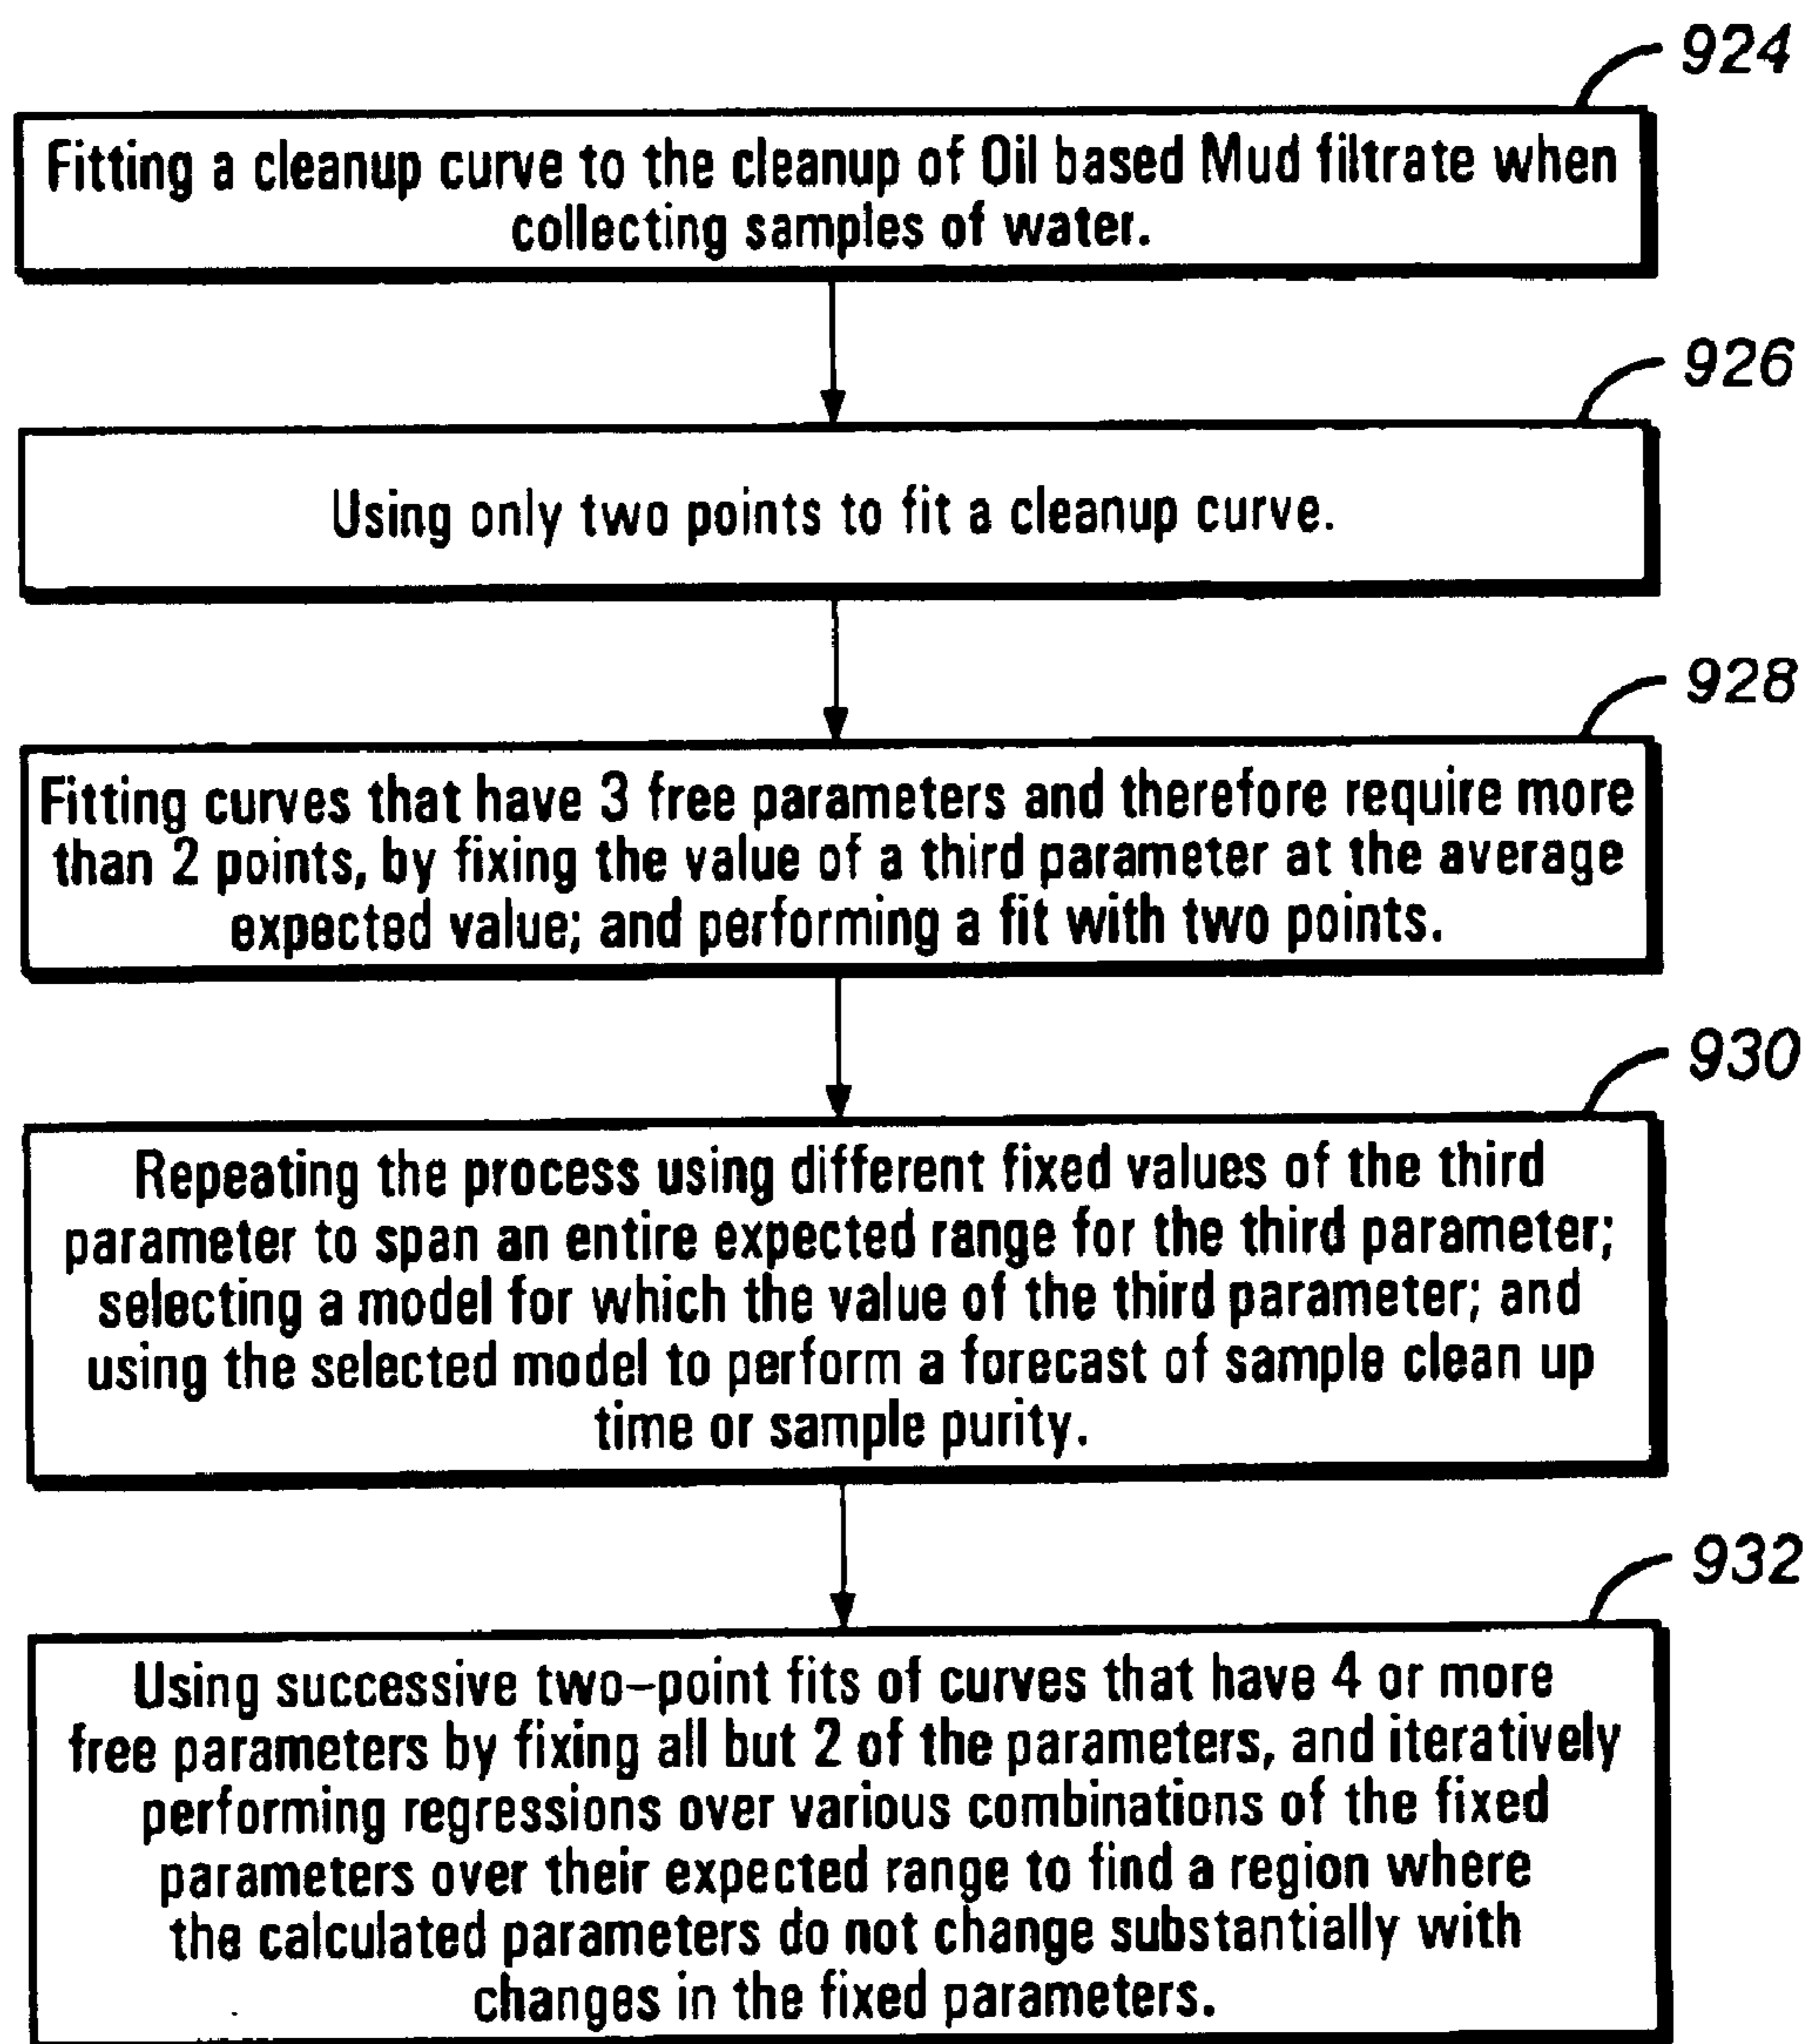 924
Fitting a cleanup curve to the cleanup of Oil based Mud filtrate when
collecting samples of water.
926
Using only two points to fit a cleanup curve.
928
Fitting curves that have 3 free parameters and therefore require more
than 2 points, by fixing the value of a third parameter at the average
expected value; and performing a fit with two points.
930
Repeating the process using different fixed values of the third
parameter to span an entire expected range for the third parameter;
selecting a model for which the value of the third parameter; and
using the selected model to perform a forecast of sample clean up
time or sample purity.
932
Using successive two-point fits of curves that have 4 or more
free parameters by fixing all but 2 of the parameters, and iteratively
performing regressions over various combinations of the fixed
parameters over their expected range to find a region where
the calculated parameters do not change substantially with
changes in the fixed parameters.